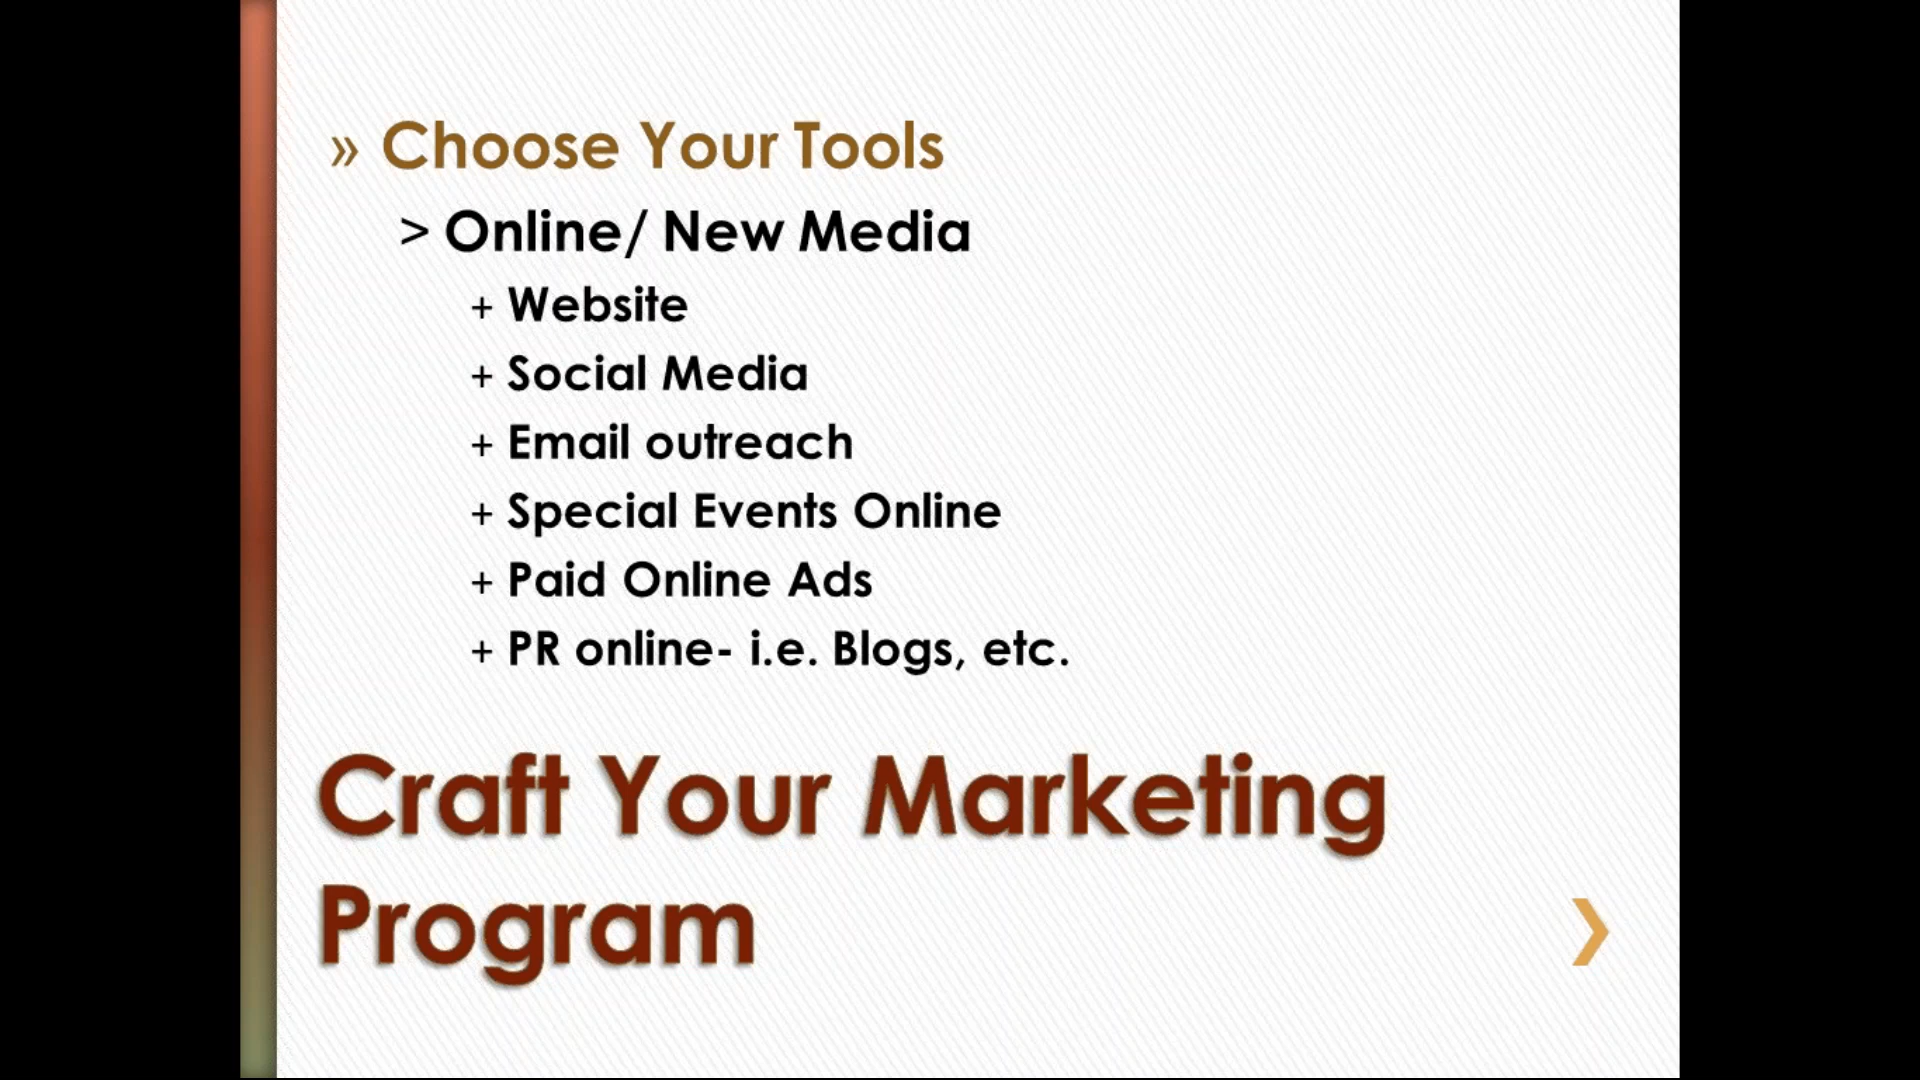 » Choose Your Tools
> Online/ New Media
+ Website
+ Social Media
+ Email outreach
+ Special Events Online
+ Paid Online Ads
+ PR online- i.e. Blogs, etc.
Craft Your Marketing
Program